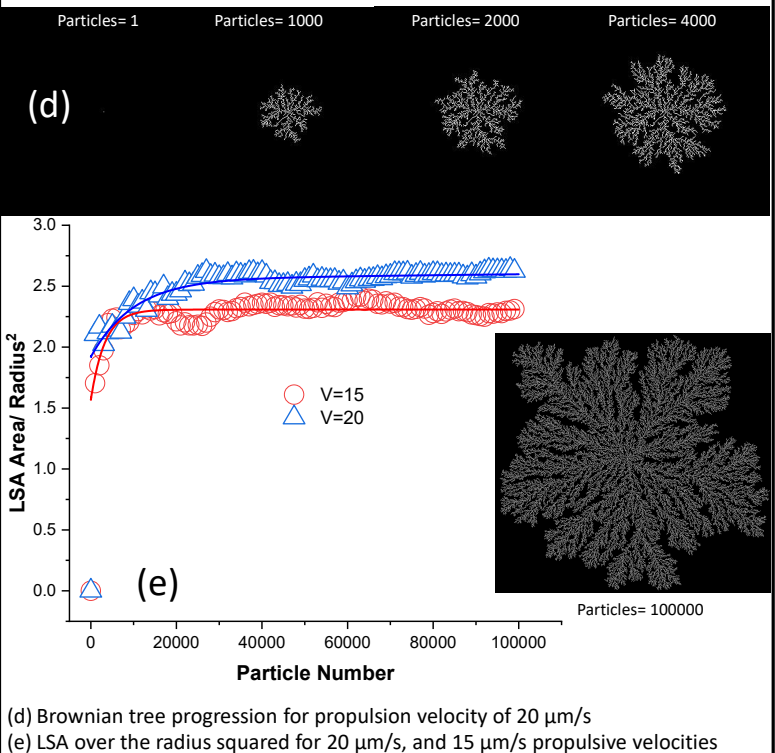 Particles= 1
Particles= 1000
Particles= 2000
Particles= 4000
(d)
3.0
2.5
2.0
1.5
1.0
0.5
0.0
LSA Area/ Radius²
V=15
V=20
(e)
0
20000
40000
60000
80000
100000
Particle Number
Particles= 100000
(d) Brownian tree progression for propulsion velocity of 20 µm/s
(e) LSA over the radius squared for 20 µm/s, and 15 µm/s propulsive velocities